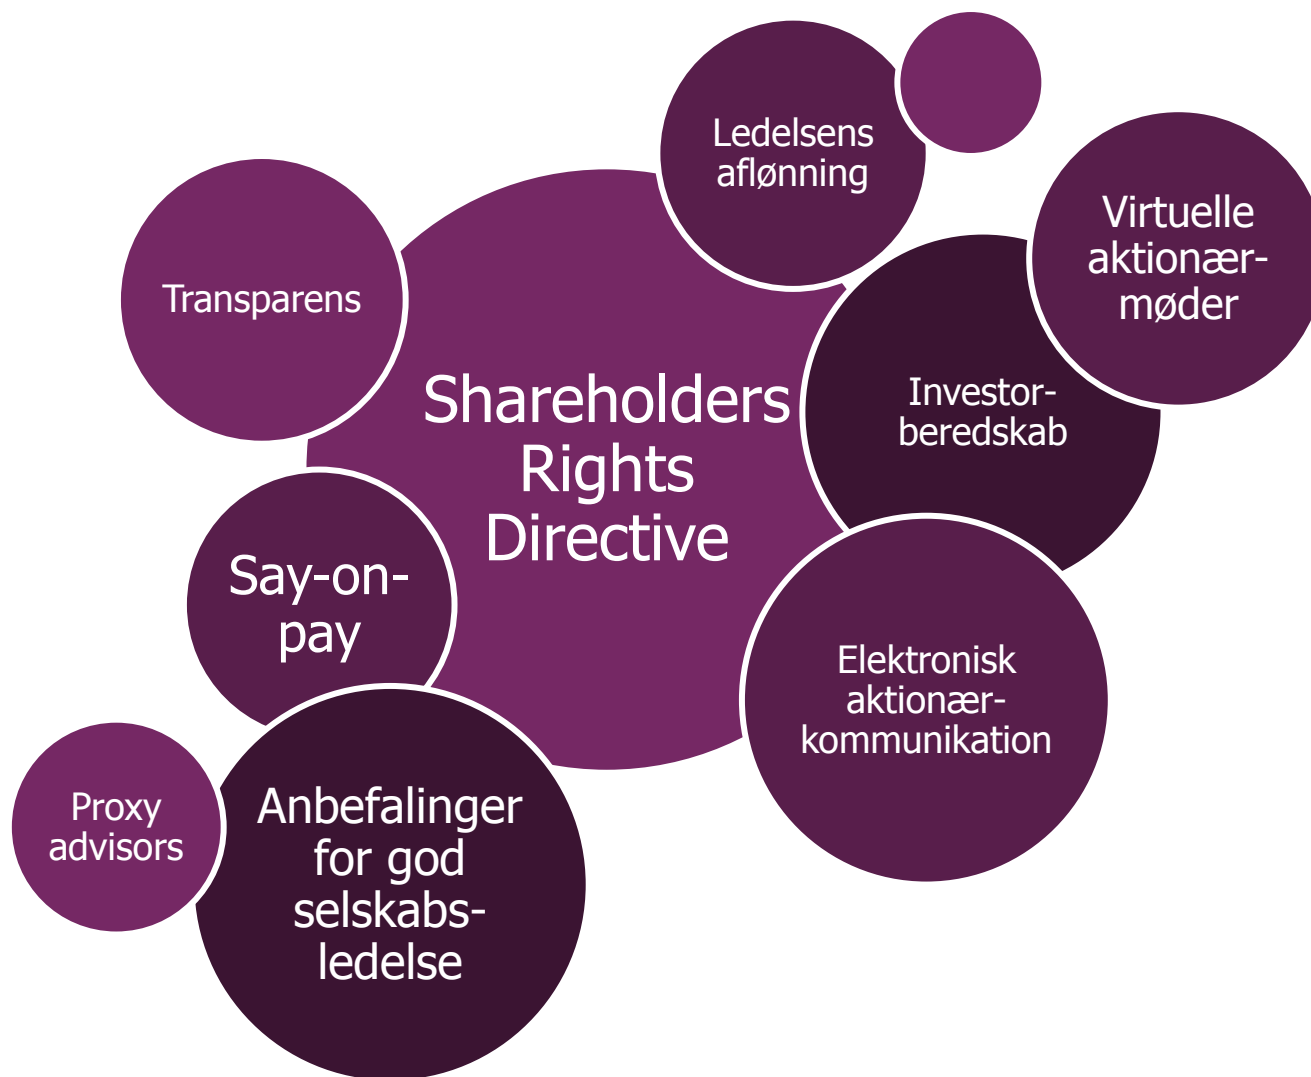 Ledelsens
aflønning
Virtuelle
aktionær-
møder
Transparens
Shareholders
Rights
Directive
Investor-
beredskab
Say-on-
pay
Elektronisk
aktionær-
kommunikation
Proxy
advisors
Anbefalinger
for god
selskabs-
ledelse